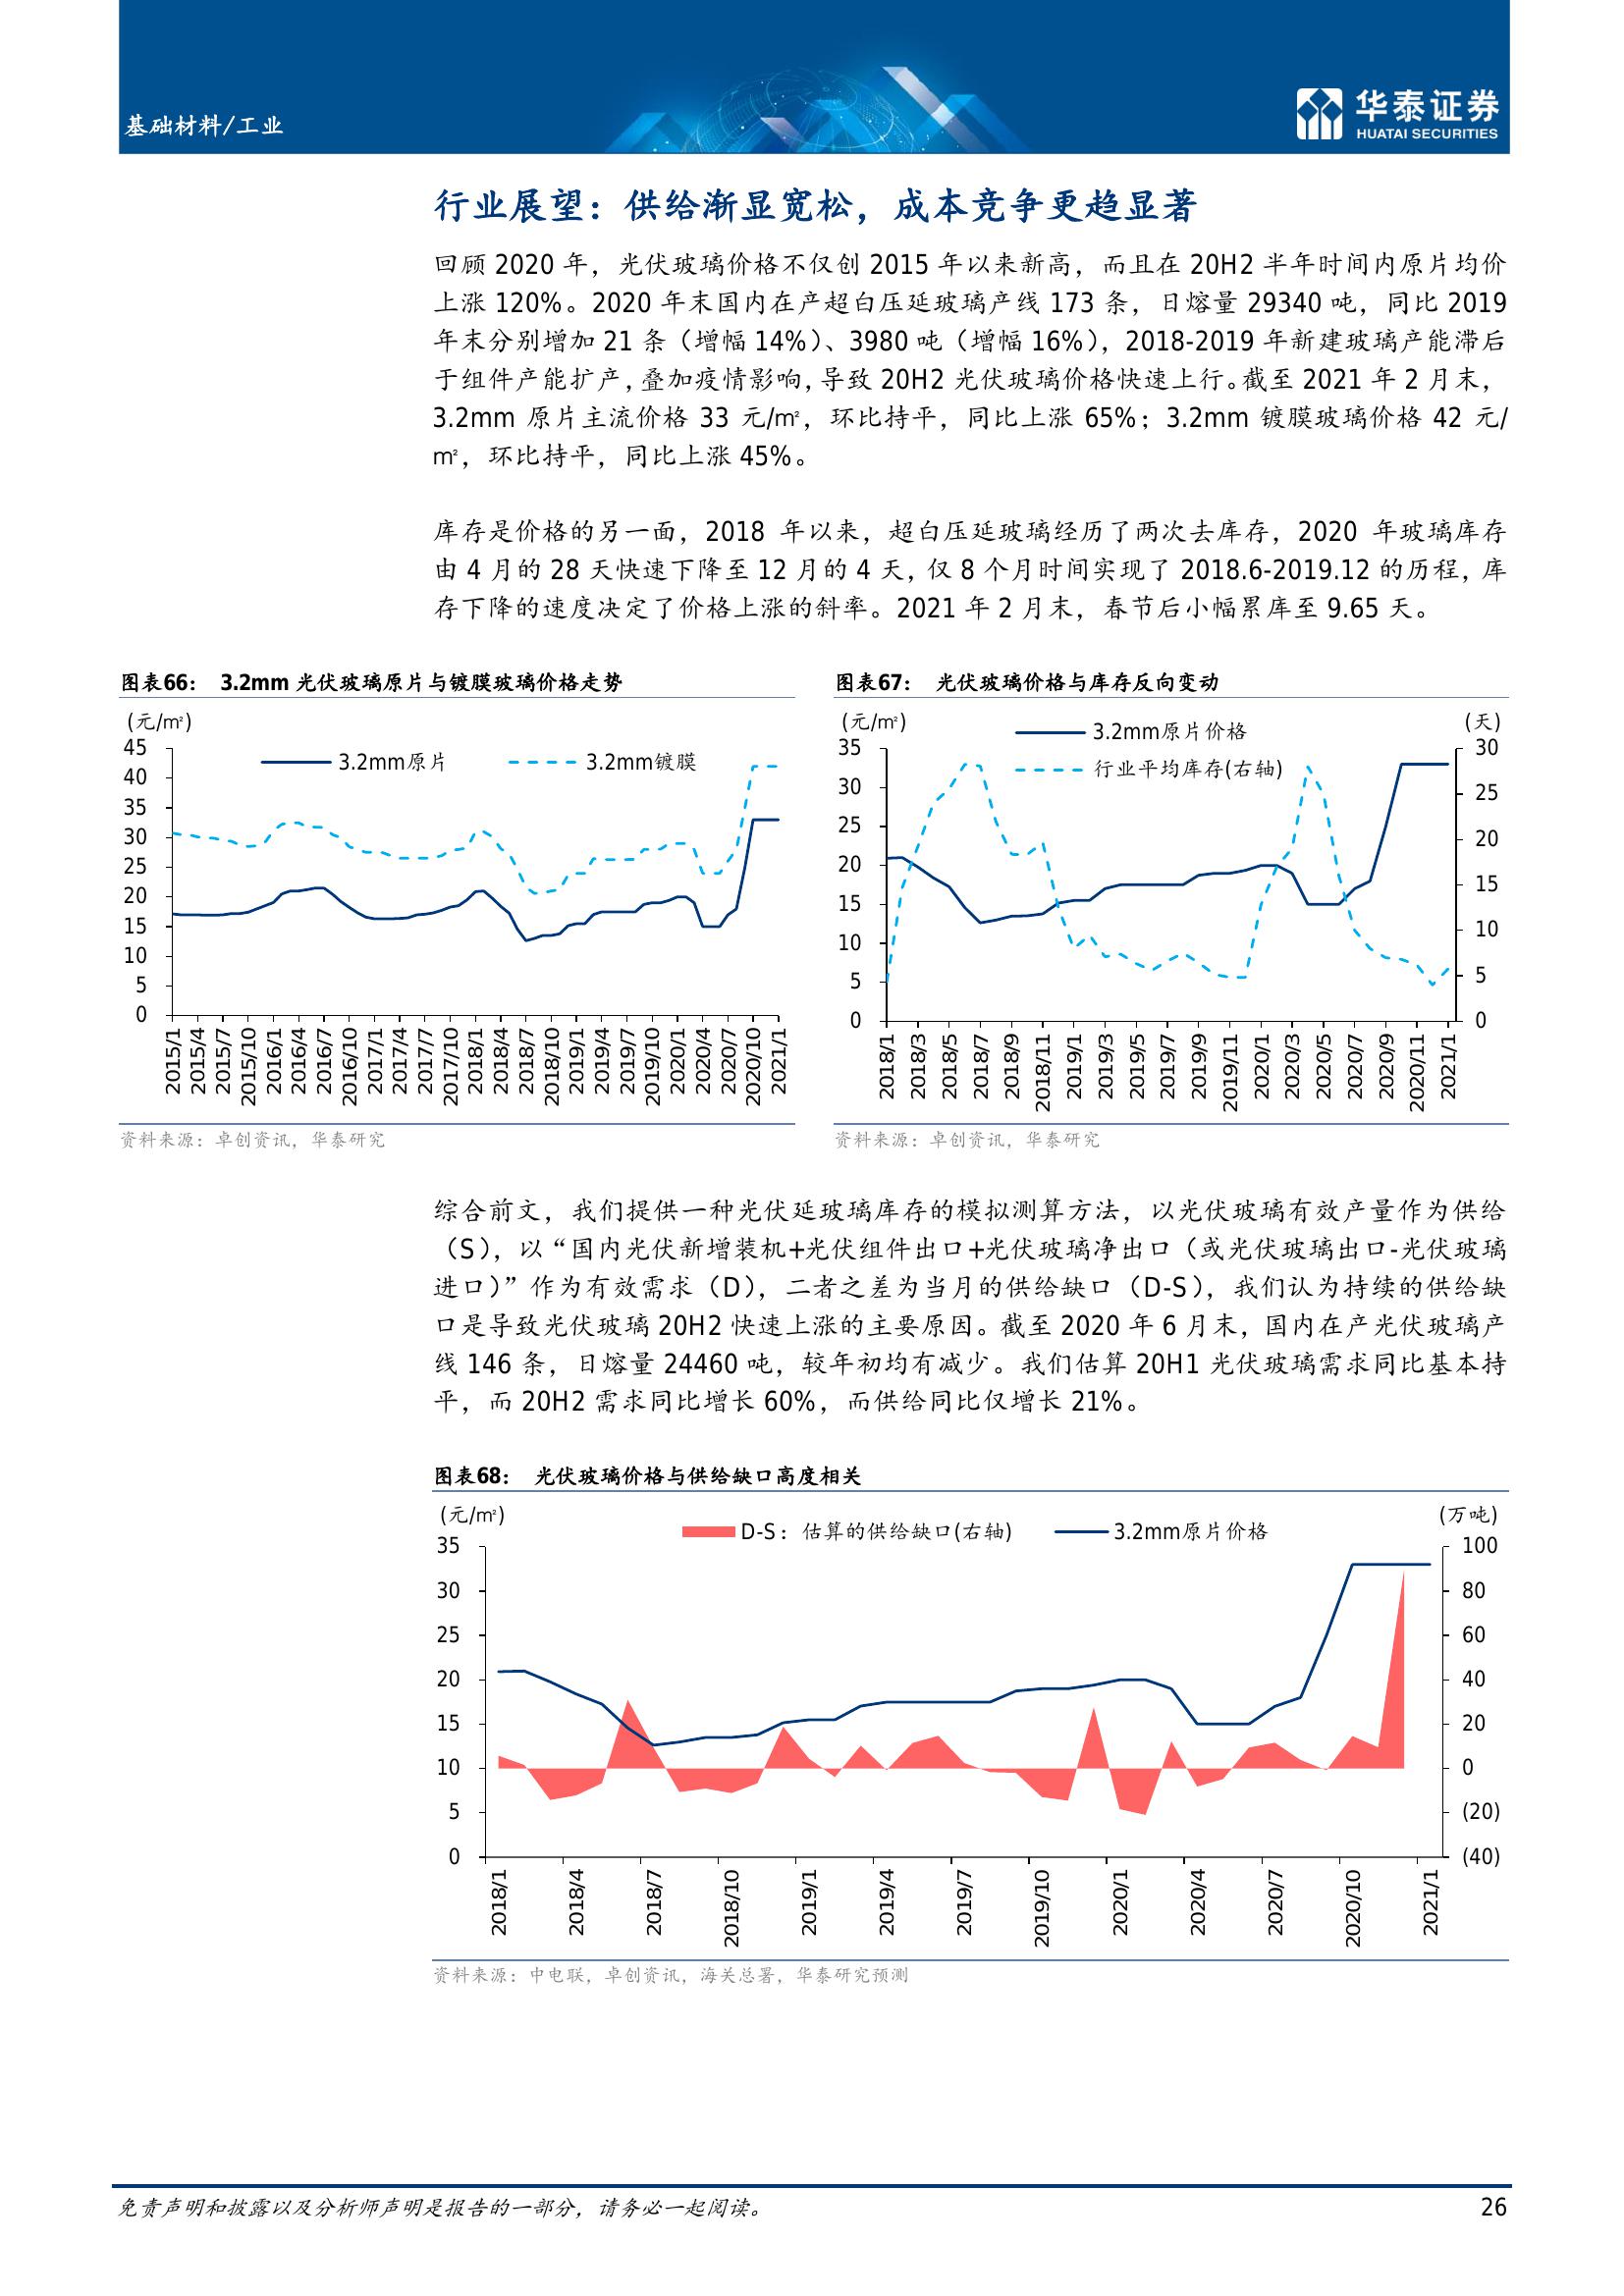 基础材料/工业
华泰证券
HUATAI SECURITIES
行业展望：供给渐显宽松，成本竞争更趋显著
回顾 2020 年，光伏玻璃价格不仅创 2015 年以来新高，而且在 20H2 半年时间内原片均价
上涨 120%。2020 年末国内在产超白压延玻璃产线 173 条，日熔量 29340 吨，同比 2019
年末分别增加 21 条（增幅 14%）、3980 吨（增幅 16%），2018-2019 年新建玻璃产能滞后
于组件产能扩产，叠加疫情影响，导致 20H2 光伏玻璃价格快速上行。截至 2021 年 2 月末，
3.2mm 原片主流价格 33 元/㎡，环比持平，同比上涨 65%；3.2mm 镀膜玻璃价格 42 元/
㎡，环比持平，同比上涨 45%。
库存是价格的另一面，2018 年以来，超白压延玻璃经历了两次去库存，2020 年玻璃库存
由 4 月的 28 天快速下降至 12 月的 4 天，仅 8 个月时间实现了 2018.6-2019.12 的历程，库
存下降的速度决定了价格上涨的斜率。2021 年 2 月末，春节后小幅累库至 9.65 天。
图表66： 3.2mm 光伏玻璃原片与镀膜玻璃价格走势
(元/㎡)
3.2mm原片
3.2mm镀膜
45
40
35
30
25
20
15
10
5
0
2015/1
2015/4
2015/7
2015/10
2016/1
2016/4
2016/7
2016/10
2017/1
2017/4
2017/7
2017/10
2018/1
2018/4
2018/7
2018/10
2019/1
2019/4
2019/7
2019/10
2020/1
2020/4
2020/7
2020/10
2021/1
资料来源：卓创资讯，华泰研究
图表67： 光伏玻璃价格与库存反向变动
(元/㎡)
(天)
3.2mm原片价格
行业平均库存(右轴)
35
30
25
20
15
10
5
0
30
25
20
15
10
5
0
2018/1
2018/3
2018/5
2018/7
2018/9
2018/11
2019/1
2019/3
2019/5
2019/7
2019/9
2019/11
2020/1
2020/3
2020/5
2020/7
2020/9
2020/11
2021/1
资料来源：卓创资讯，华泰研究
综合前文，我们提供一种光伏延玻璃库存的模拟测算方法，以光伏玻璃有效产量作为供给
（S），以“国内光伏新增装机+光伏组件出口+光伏玻璃净出口（或光伏玻璃出口-光伏玻璃
进口）”作为有效需求（D），二者之差为当月的供给缺口（D-S），我们认为持续的供给缺
口是导致光伏玻璃 20H2 快速上涨的主要原因。截至 2020 年 6 月末，国内在产光伏玻璃产
线 146 条，日熔量 24460 吨，较年初均有减少。我们估算 20H1 光伏玻璃需求同比基本持
平，而 20H2 需求同比增长 60%，而供给同比仅增长 21%。
图表68： 光伏玻璃价格与供给缺口高度相关
(元/㎡)
(万吨)
D-S：估算的供给缺口(右轴)
3.2mm原片价格
35
30
25
20
15
10
5
0
100
80
60
40
20
0
(20)
(40)
2018/1
2018/4
2018/7
2018/10
2019/1
2019/4
2019/7
2019/10
2020/1
2020/4
2020/7
2020/10
2021/1
资料来源：中电联，卓创资讯，海关总署，华泰研究预测
免责声明和披露以及分析师声明是报告的一部分，请务必一起阅读。
26